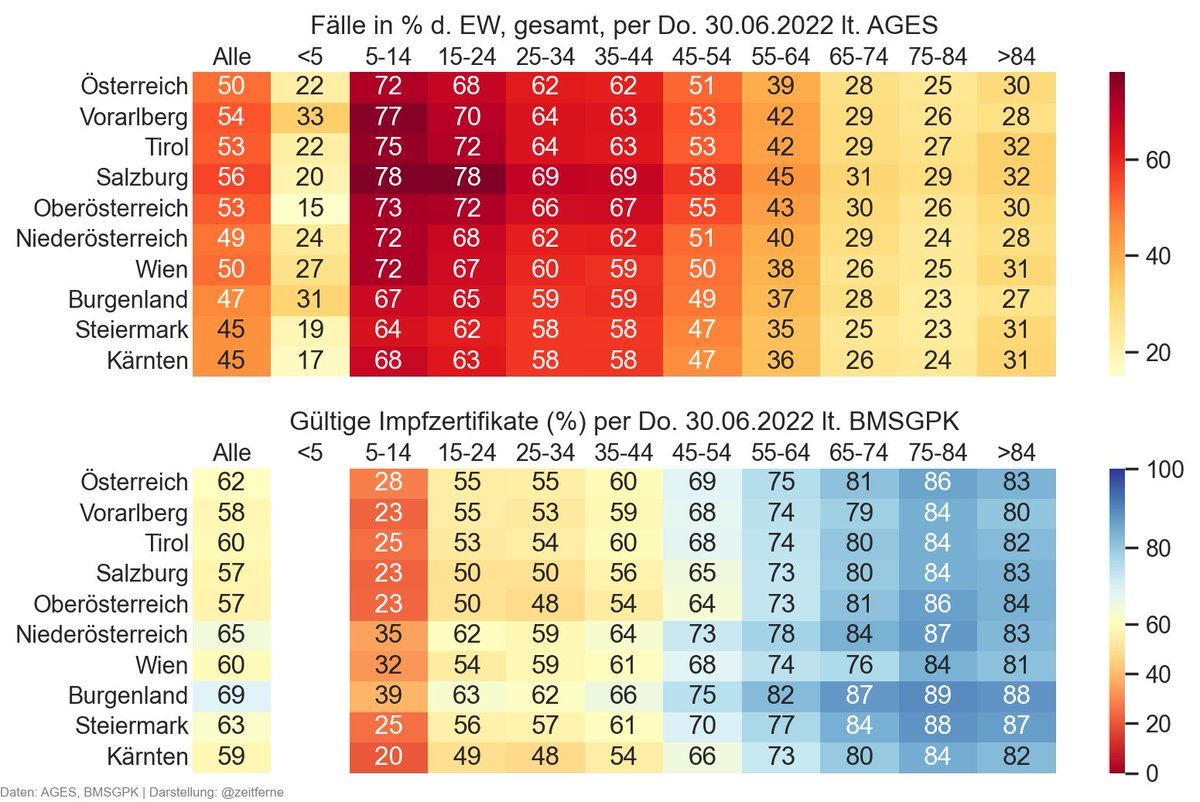 Fälle in % d. EW, gesamt, per Do. 30.06.2022 lt. AGES
Alle <5 5-14 15-24 25-34 35-44 45-54 55-64 65-74 75-84 >84
Österreich 50 22 72 68 62 62 51 39 28 25 30
Vorarlberg 54 33 77 70 64 63 53 42 29 26 28
Tirol 53 22 75 72 64 63 53 42 29 27 32
Salzburg 56 20 78 78 69 69 58 45 31 29 32
Oberösterreich 53 15 73 72 66 67 55 43 30 26 30
Niederösterreich 49 24 72 68 62 62 51 40 29 24 28
Wien 50 27 72 67 60 59 50 38 26 25 31
Burgenland 47 31 67 65 59 59 49 37 28 23 27
Steiermark 45 19 64 62 58 58 47 35 25 23 31
Kärnten 45 17 68 63 58 58 47 36 26 24 31
60
40
20
Gültige Impfzertifikate (%) per Do. 30.06.2022 lt. BMSGPK
Alle <5 5-14 15-24 25-34 35-44 45-54 55-64 65-74 75-84 >84
Österreich 62 28 55 55 60 69 75 81 86 83
Vorarlberg 58 23 55 53 59 68 74 79 84 80
Tirol 60 25 53 54 60 68 74 80 84 82
Salzburg 57 23 50 50 56 65 73 80 84 83
Oberösterreich 57 23 50 48 54 64 73 81 86 84
Niederösterreich 65 35 62 59 64 73 78 84 87 83
Wien 60 32 54 59 61 68 74 76 84 81
Burgenland 69 39 63 62 66 75 82 87 89 88
Steiermark 63 25 56 57 61 70 77 84 88 87
Kärnten 59 20 49 48 54 66 73 80 84 82
100
80
60
40
20
0
Daten: AGES, BMSGPK | Darstellung: @zeitferne